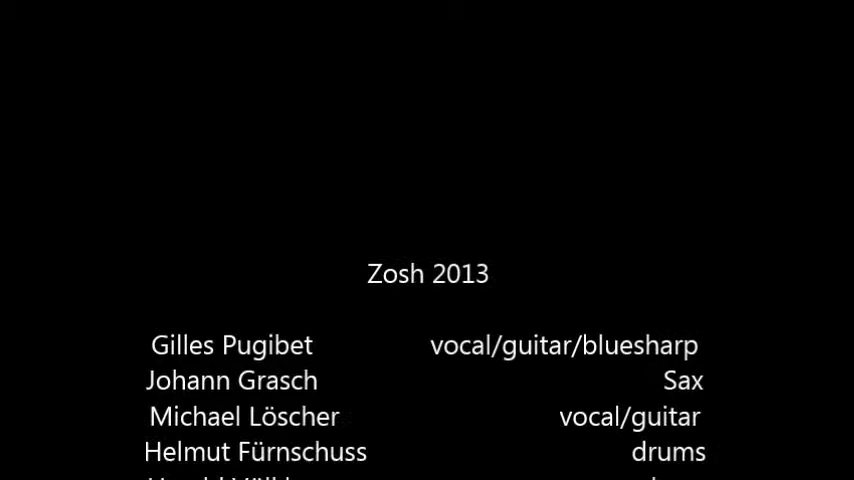 Zosh 2013
Gilles Pugibet vocal/guitar/bluesharp
Johann Grasch Sax
Michael Löscher vocal/guitar
Helmut Fürnschuss drums